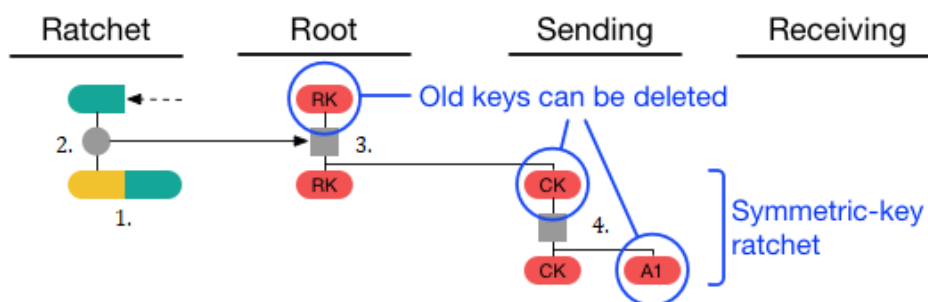 Ratchet Root Sending Receiving
RK Old keys can be deleted
2. 3.
RK CK
1. 4. Symmetric-key
ratchet
CK A1